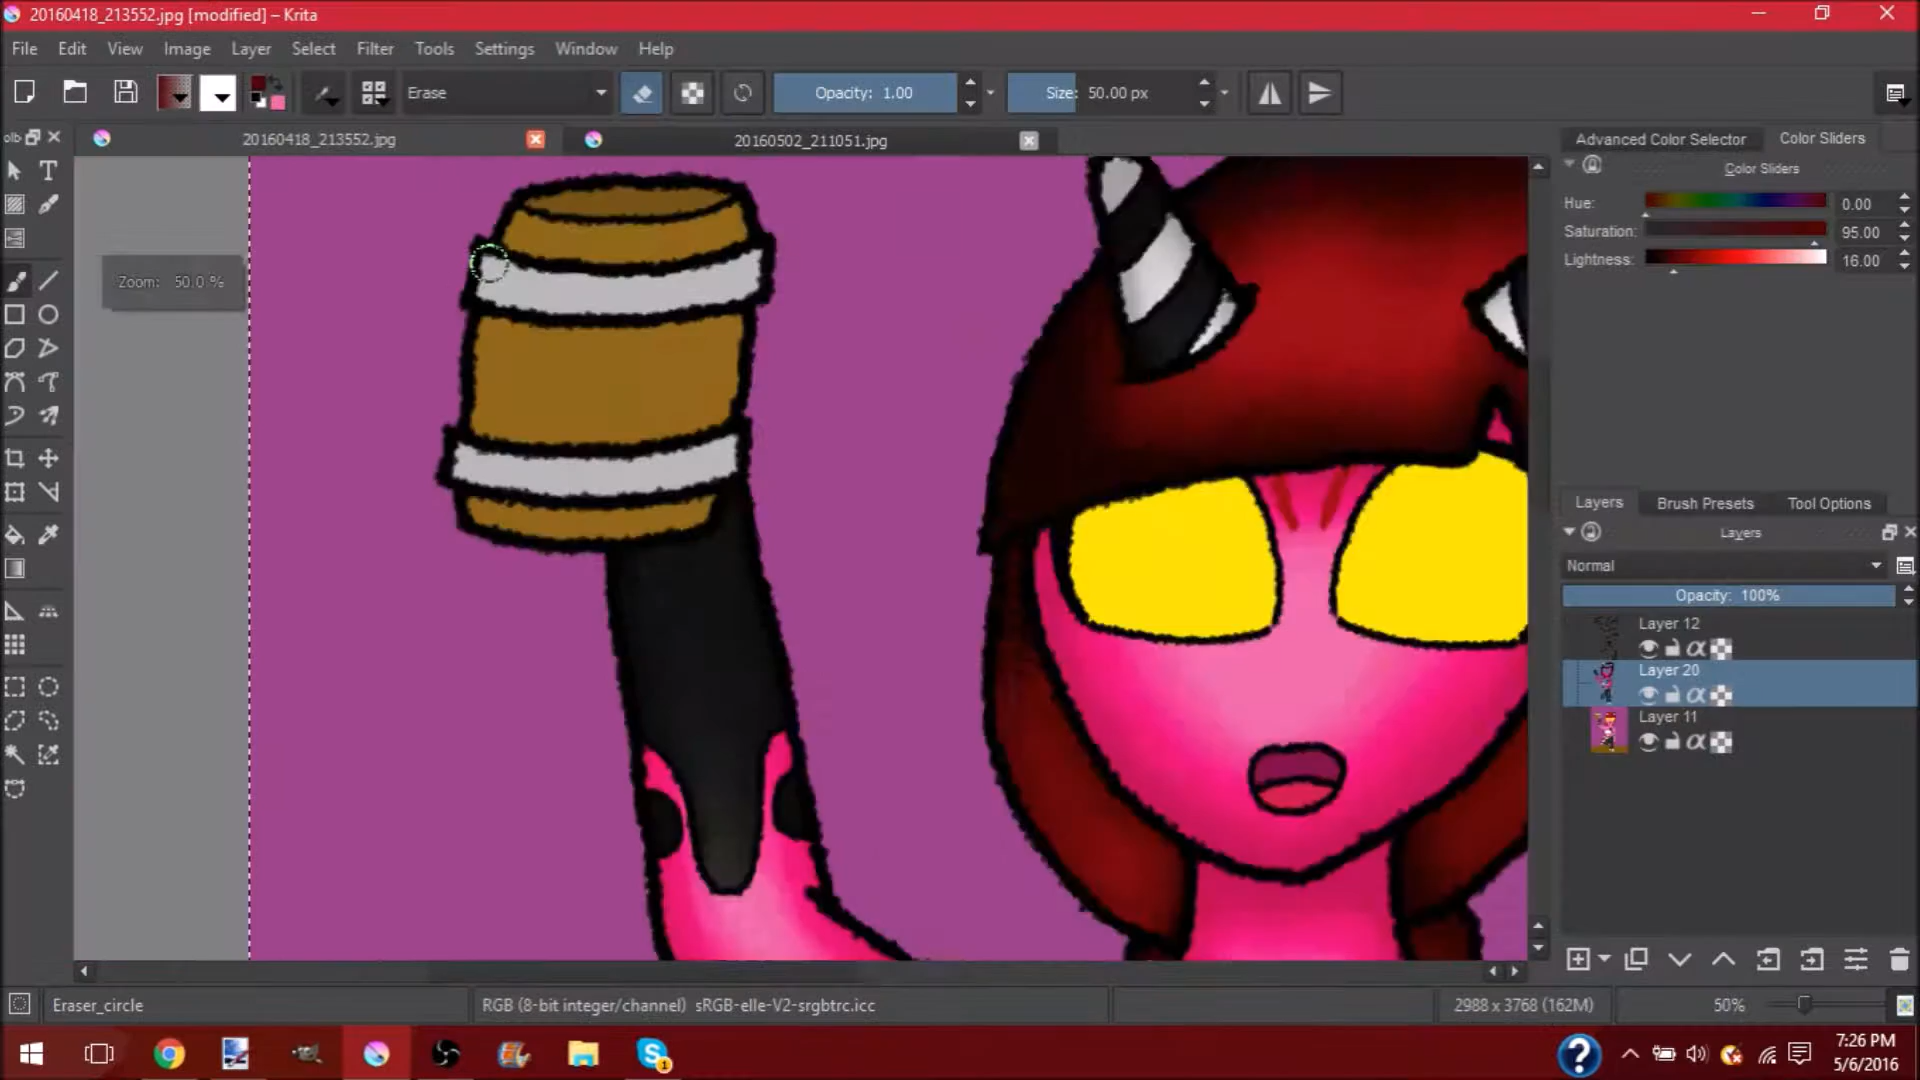 20160418_213552.jpg [modified] – Krita
File Edit View Image Layer Select Filter Tools Settings Window Help
Erase
Opacity: 1.00
Size: 50.00 px
olb
20160418_213552.jpg
20160502_211051.jpg
Advanced Color Selector
Color Sliders
Color Sliders
Hue: 0.00
Saturation: 95.00
Lightness: 16.00
Zoom: 50.0 %
Layers
Brush Presets
Tool Options
Layers
Normal
Opacity: 100%
Layer 12
Layer 20
Layer 11
Eraser_circle
RGB (8-bit integer/channel) sRGB-elle-V2-srgbtrc.icc
2988 x 3768 (162M)
50%
1
7:26 PM
5/6/2016